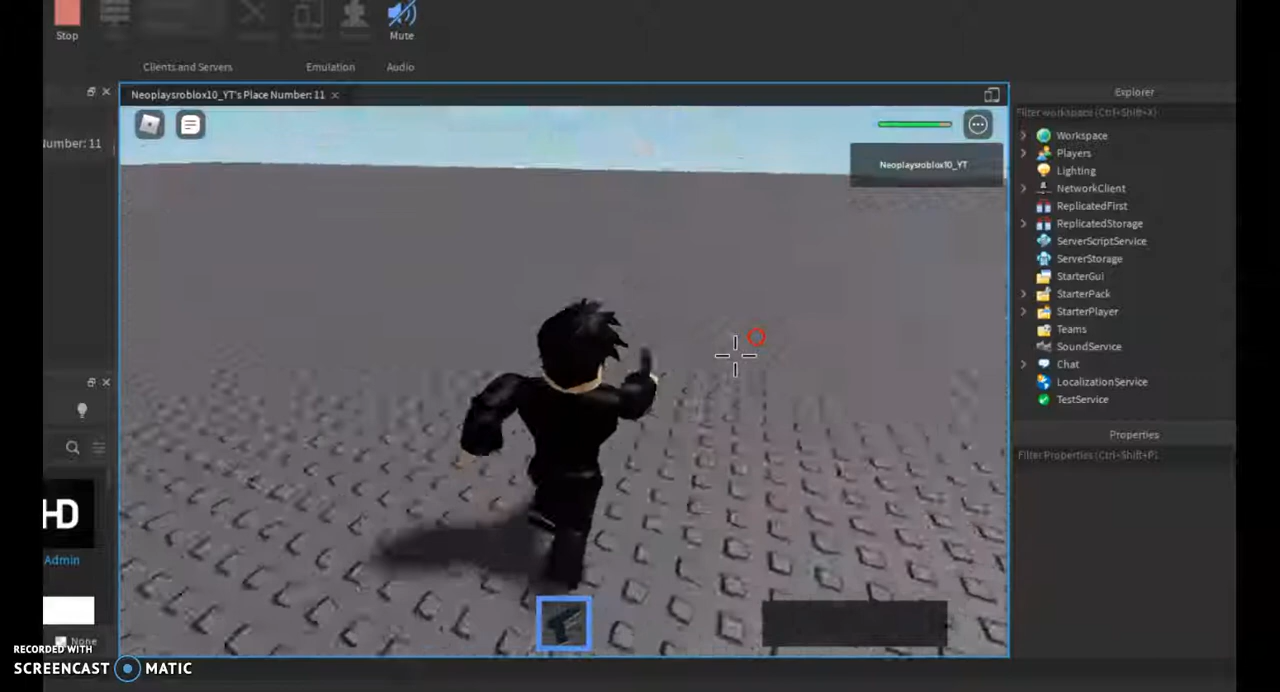 Stop
Mute
Clients and Servers
Emulation
Audio
Neoplaysroblox10_YT's Place Number: 11
Explorer
Filter workspace (Ctrl+Shift+X)
Number: 11
Neoplaysroblox10_YT
Workspace
Players
Lighting
NetworkClient
ReplicatedFirst
ReplicatedStorage
ServerScriptService
ServerStorage
StarterGui
StarterPack
StarterPlayer
Teams
SoundService
Chat
LocalizationService
TestService
Properties
Filter Properties (Ctrl+Shift+P)
HD
Admin
None
RECORDED WITH
SCREENCAST MATIC